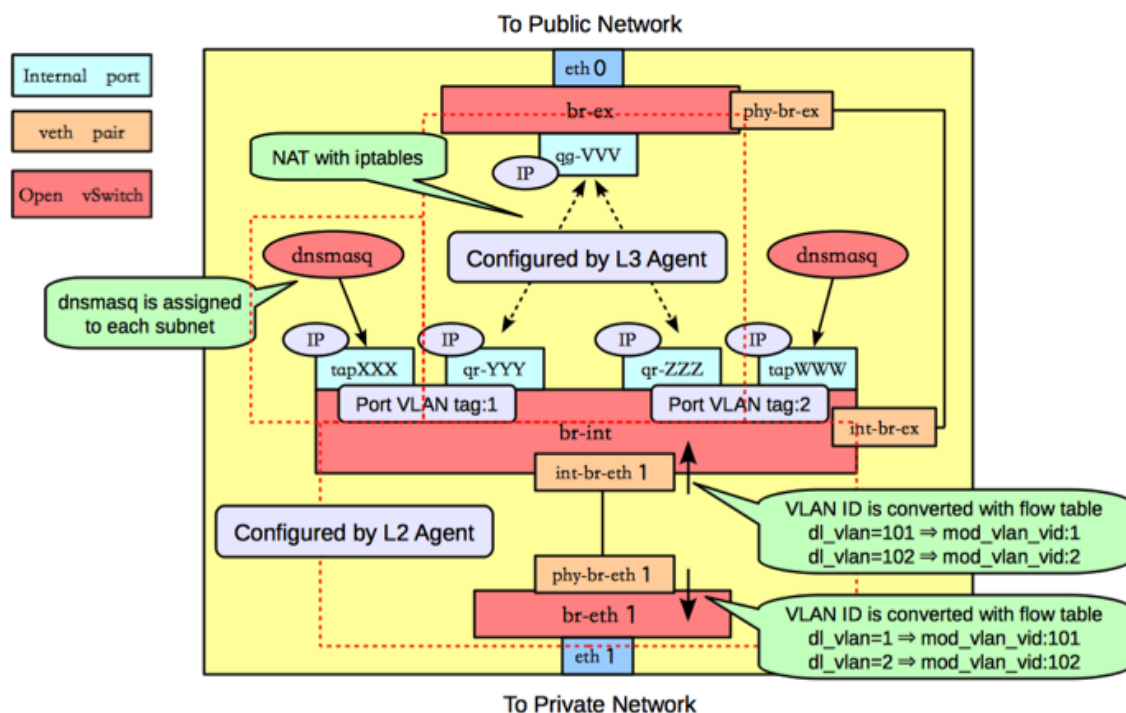 To Public Network
Internal port
veth pair
Open vSwitch
eth 0
br-ex
phy-br-ex
qg-VVV
IP
NAT with iptables
dnsmasq
Configured by L3 Agent
dnsmasq
dnsmasq is assigned
to each subnet
IP
IP
IP
IP
tapXXX
qr-YYY
qr-ZZZ
tapWWW
Port VLAN tag:1
Port VLAN tag:2
br-int
int-br-ex
int-br-eth 1
Configured by L2 Agent
VLAN ID is converted with flow table
dl_vlan=101 ⇒ mod_vlan_vid:1
dl_vlan=102 ⇒ mod_vlan_vid:2
phy-br-eth 1
br-eth 1
VLAN ID is converted with flow table
dl_vlan=1 ⇒ mod_vlan_vid:101
dl_vlan=2 ⇒ mod_vlan_vid:102
eth 1
To Private Network